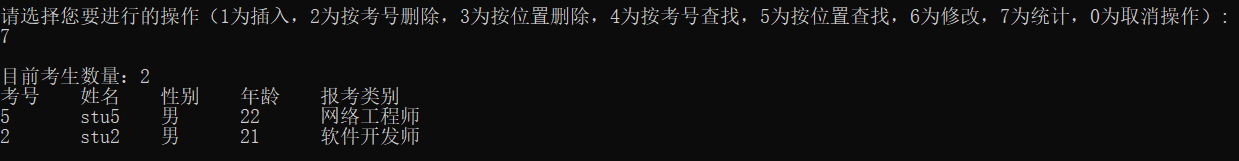 请选择您要进行的操作（1为插入，2为按考号删除，3为按位置删除，4为按考号查找，5为按位置查找，6为修改，7为统计，0为取消操作）：
7
目前考生数量：2
考号 姓名 性别 年龄 报考类别
5 stu5 男 22 网络工程师
2 stu2 男 21 软件开发师